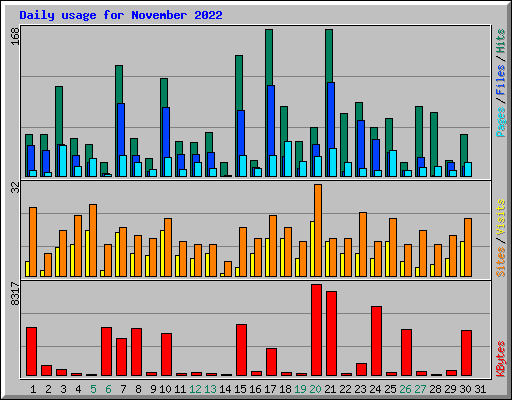 Daily usage for November 2022
168
Pages / Files / Hits
32
Sites / Visits
8317
KBytes
1 2 3 4 5 6 7 8 9 10 11 12 13 14 15 16 17 18 19 20 21 22 23 24 25 26 27 28 29 30 31